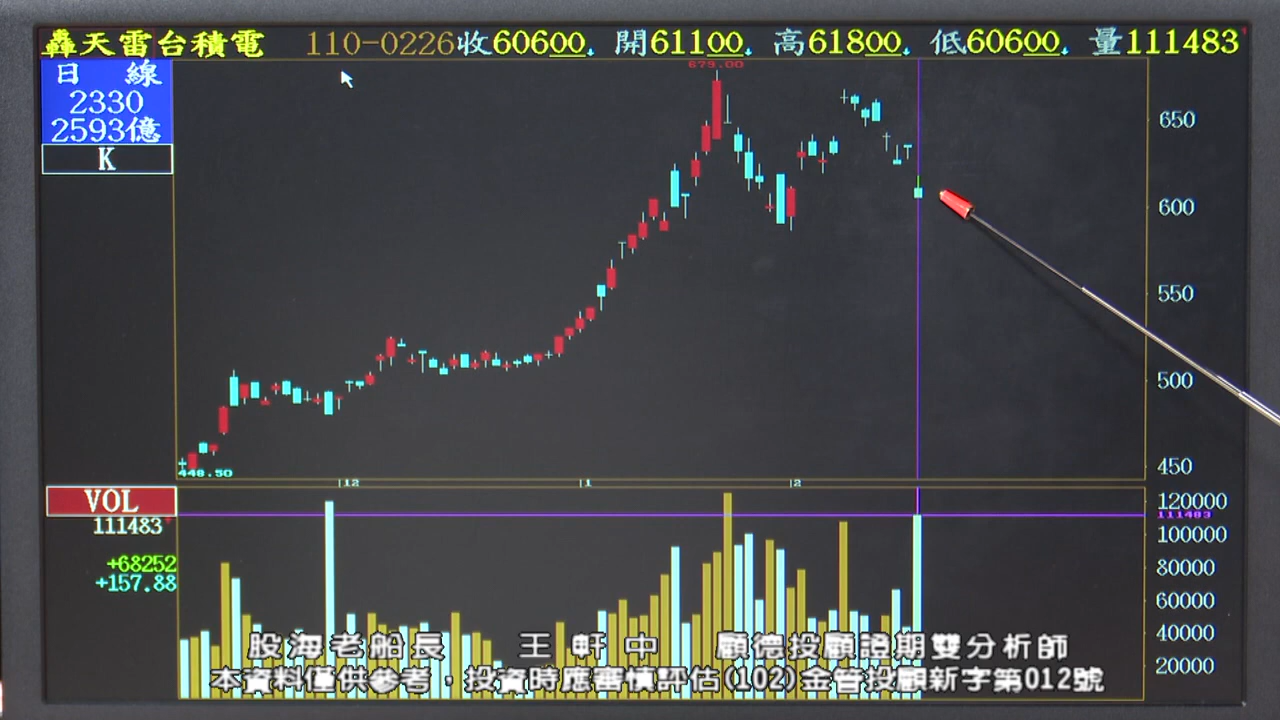 轟天雷台積電 110-0226收60600. 開61100. 高61800. 低60600. 量111483
日 線
2330
2593億
K
679.00
650
600
550
500
450
448.50
12 1 2
VOL
111483
+68252
+157.88
120000
111483
100000
80000
60000
40000
20000
股海老船長 王軒中 顧德投顧證期雙分析師
本資料僅供參考，投資時應審慎評估(102)金管投顧新字第012號